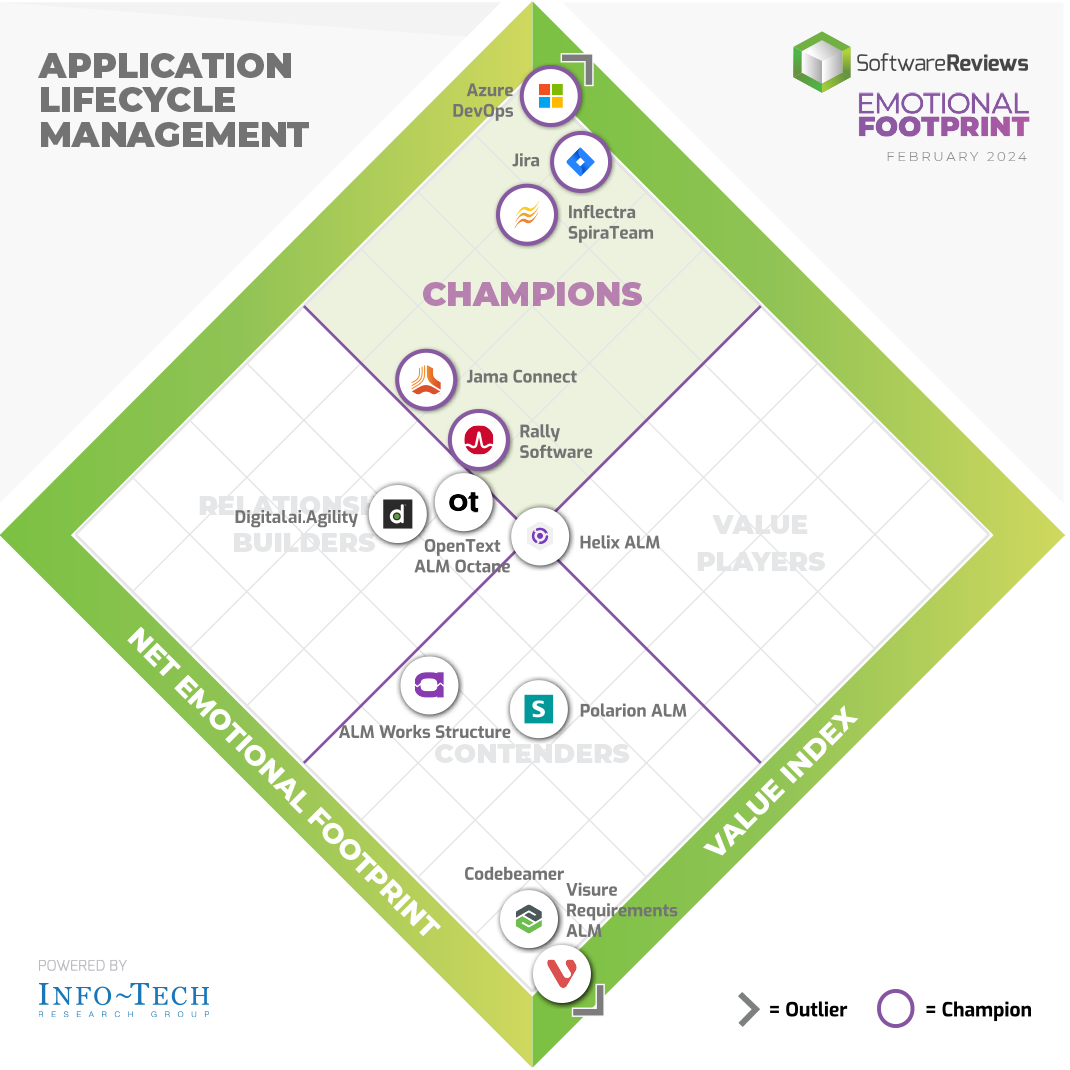 APPLICATION
LIFECYCLE
MANAGEMENT
SoftwareReviews
EMOTIONAL
FOOTPRINT
FEBRUARY 2024
Azure
DevOps
Jira
Inflectra
SpiraTeam
CHAMPIONS
Jama Connect
Rally
Software
RELATIONSHI
BUILDERS
Digitalai.Agility
ot
OpenText
ALM Octane
Helix ALM
VALUE
PLAYERS
ALM Works Structure
S
Polarion ALM
CONTENDERS
NET EMOTIONAL FOOTPRINT
VALUE INDEX
Codebeamer
Visure
Requirements
ALM
POWERED BY
INFO~TECH
RESEARCH GROUP
= Outlier
= Champion